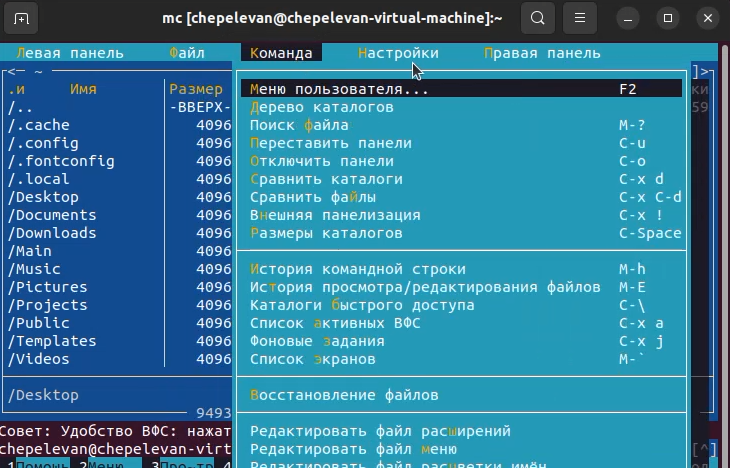 mc [chepelevan@chepelevan-virtual-machine]:~
Левая панель Файл Команда Настройки Правая панель
<— ~ ]>
.и Имя Размер
/.. -ВВЕРХ-
/.cache 4096
/.config 4096
/.fontconfig 4096
/.local 4096
/Desktop 4096
/Documents 4096
/Downloads 4096
/Main 4096
/Music 4096
/Pictures 4096
/Projects 4096
/Public 4096
/Templates 4096
/Videos 4096
/Desktop
9493
Меню пользователя... F2
Дерево каталогов
Поиск файла M-?
Переставить панели C-u
Отключить панели C-o
Сравнить каталоги C-x d
Сравнить файлы C-x C-d
Внешняя панелизация C-x !
Размеры каталогов C-Space
История командной строки M-h
История просмотра/редактирования файлов M-E
Каталоги быстрого доступа C-\
Список активных ВФС C-x a
Фоновые задания C-x j
Список экранов M-`
Восстановление файлов
Редактировать файл расширений
Редактировать файл меню
Редактировать файл расцветки имён
ки
59
Совет: Удобство ВФС: нажат
chepelevan@chepelevan-virt [^]
1Помощь 2Меню 3Про~тр 4